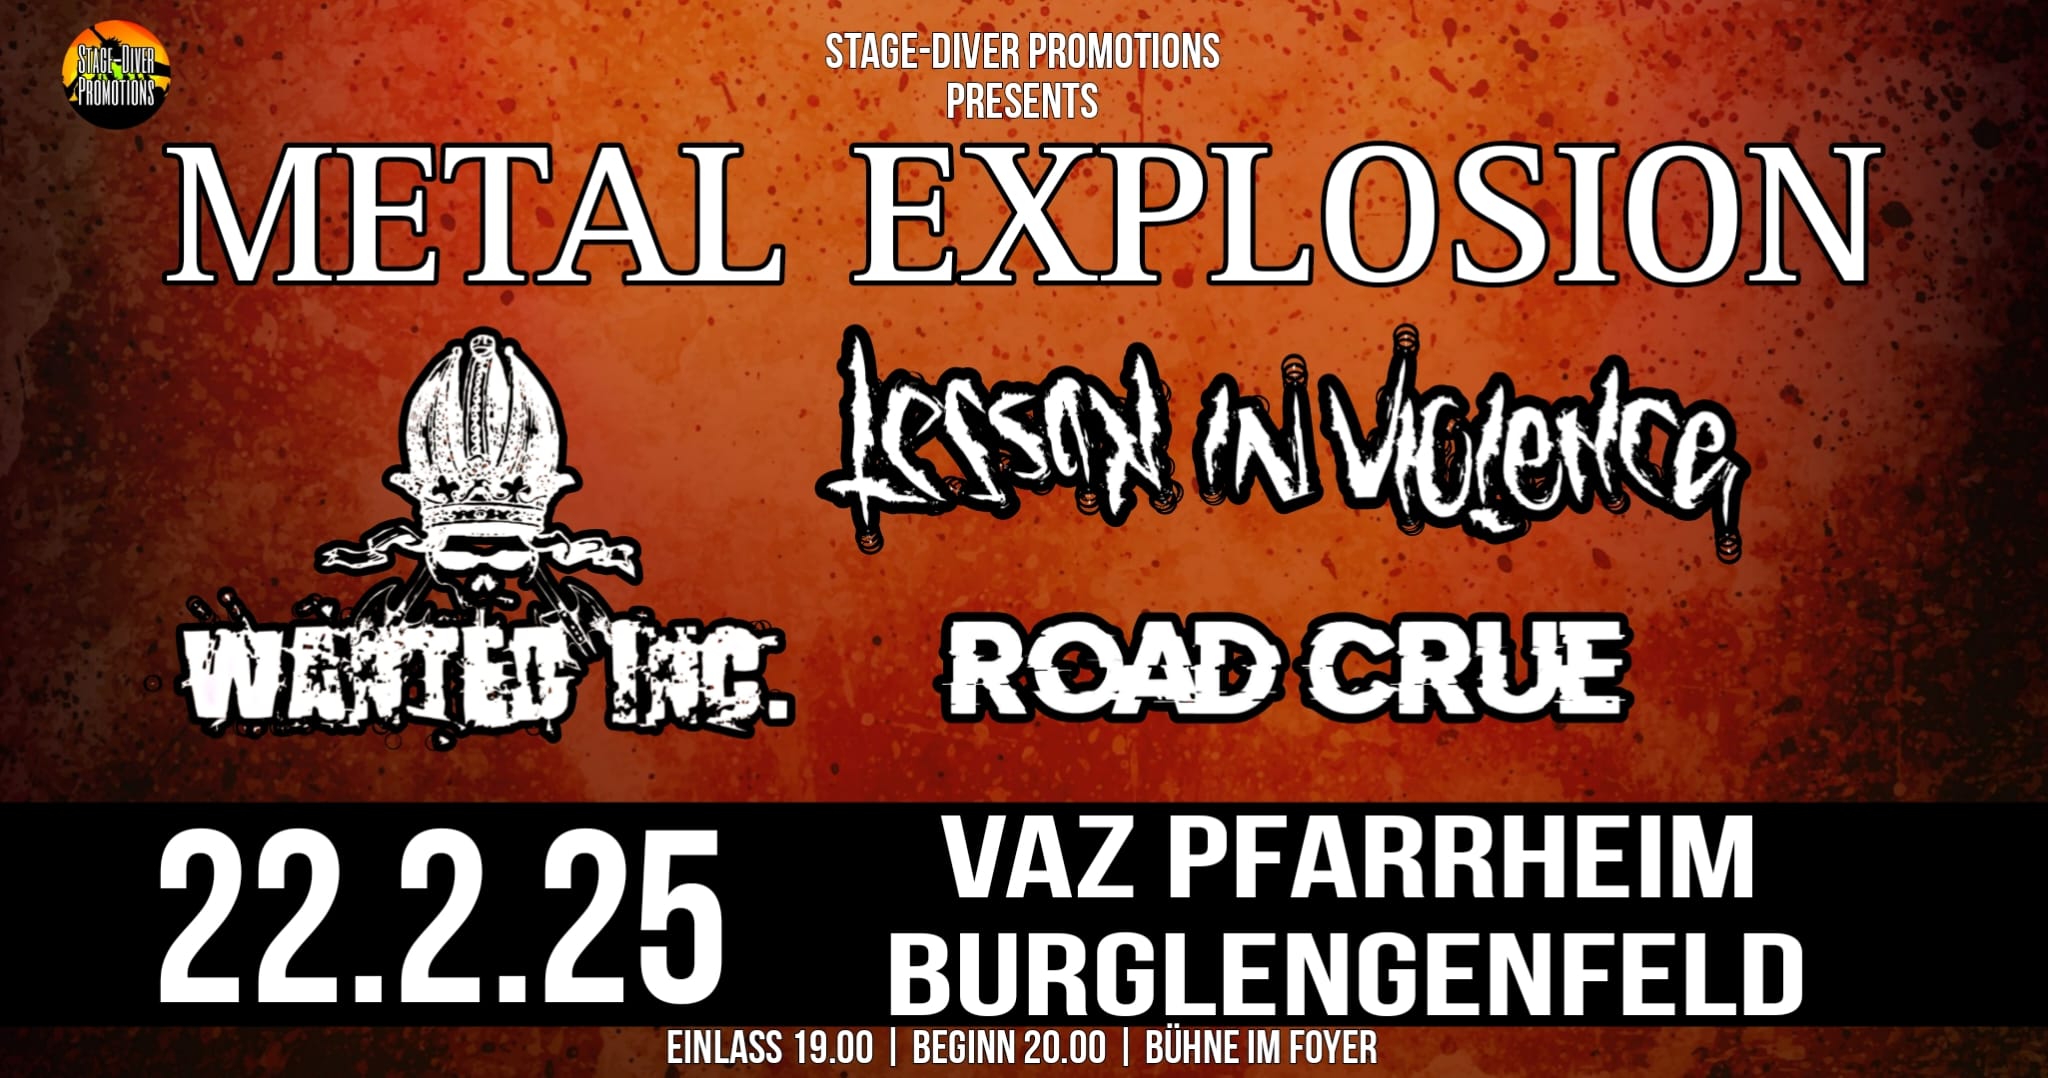 STAGE-DIVER
PROMOTIONS
STAGE-DIVER PROMOTIONS
PRESENTS
METAL EXPLOSION
LESSON IN VIOLENCE
WANTED INC.
ROAD CRUE
22.2.25
VAZ PFARRHEIM
BURGLENGENFELD
EINLASS 19.00 | BEGINN 20.00 | BÜHNE IM FOYER